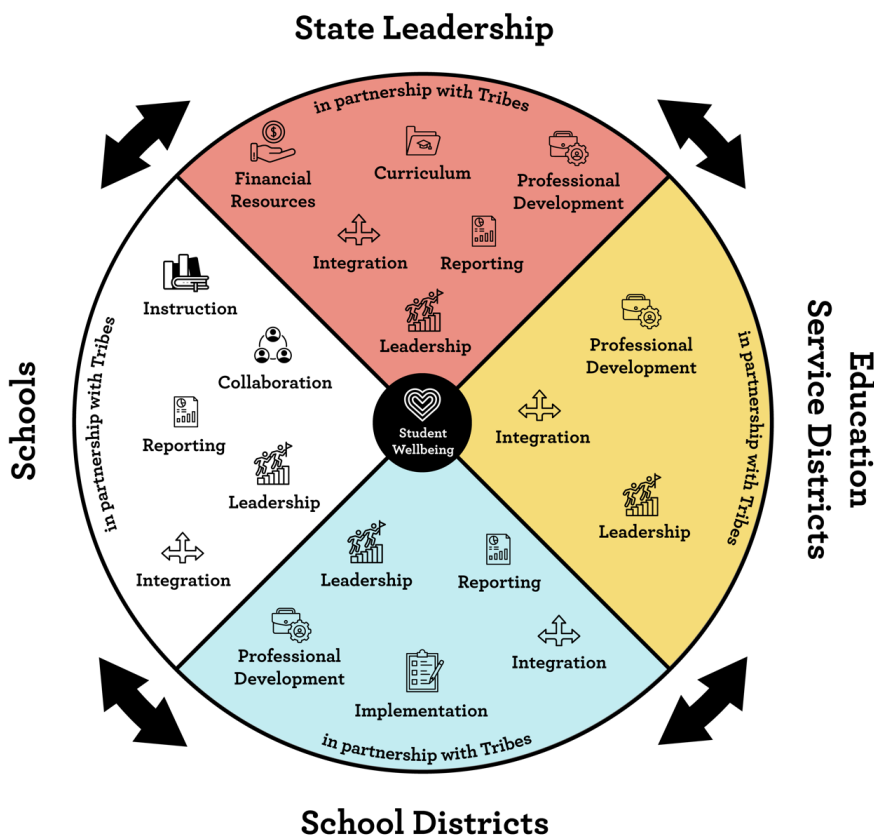 State Leadership
in partnership with Tribes
Financial
Resources
Curriculum
Professional
Development
Integration
Reporting
Leadership
Schools
in partnership with Tribes
Instruction
Collaboration
Reporting
Leadership
Integration
Student
Wellbeing
Education
Service Districts
in partnership with Tribes
Professional
Development
Integration
Leadership
Leadership
Reporting
Professional
Development
Integration
Implementation
in partnership with Tribes
School Districts